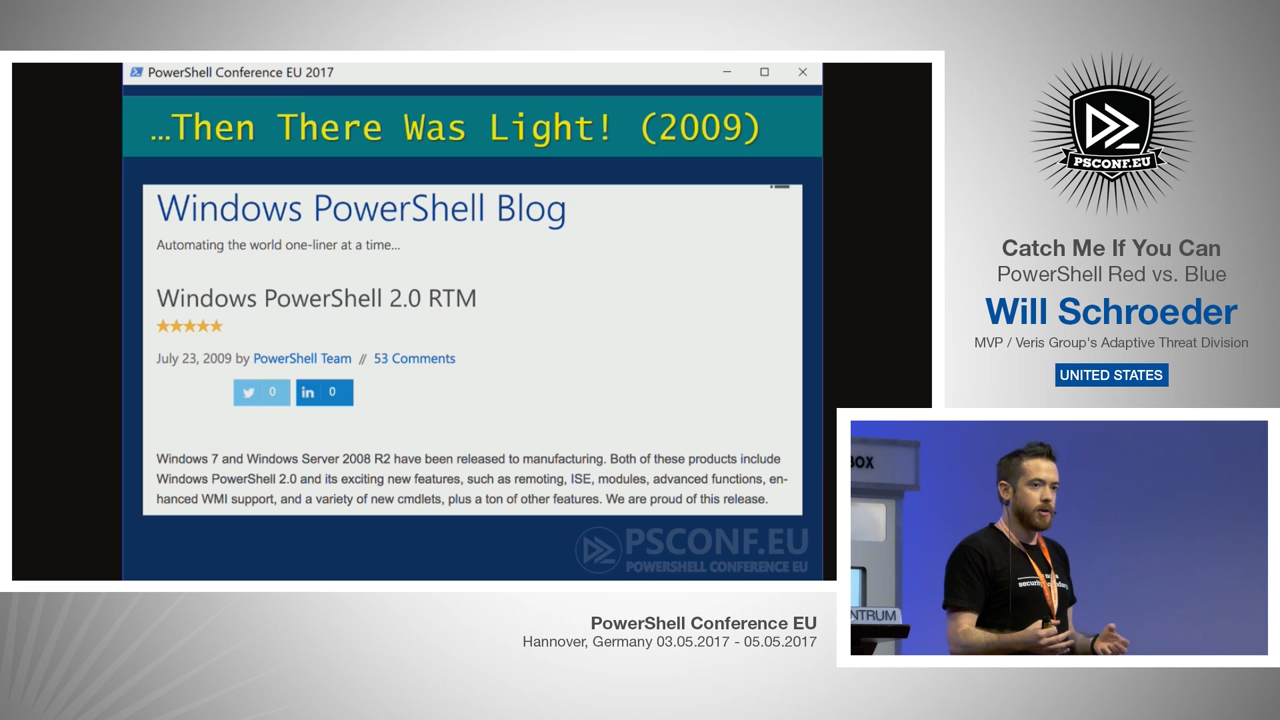 PowerShell Conference EU 2017
…Then There Was Light! (2009)
Windows PowerShell Blog
Automating the world one-liner at a time...
Windows PowerShell 2.0 RTM
July 23, 2009 by PowerShell Team // 53 Comments
0
in 0
Windows 7 and Windows Server 2008 R2 have been released to manufacturing. Both of these products include
Windows PowerShell 2.0 and its exciting new features, such as remoting, ISE, modules, advanced functions, en-
hanced WMI support, and a variety of new cmdlets, plus a ton of other features. We are proud of this release.
PSCONF.EU
POWERSHELL CONFERENCE EU
PSCONF.EU
Catch Me If You Can
PowerShell Red vs. Blue
Will Schroeder
MVP / Veris Group's Adaptive Threat Division
UNITED STATES
PowerShell Conference EU
Hannover, Germany 03.05.2017 - 05.05.2017
BOX
NTRUM